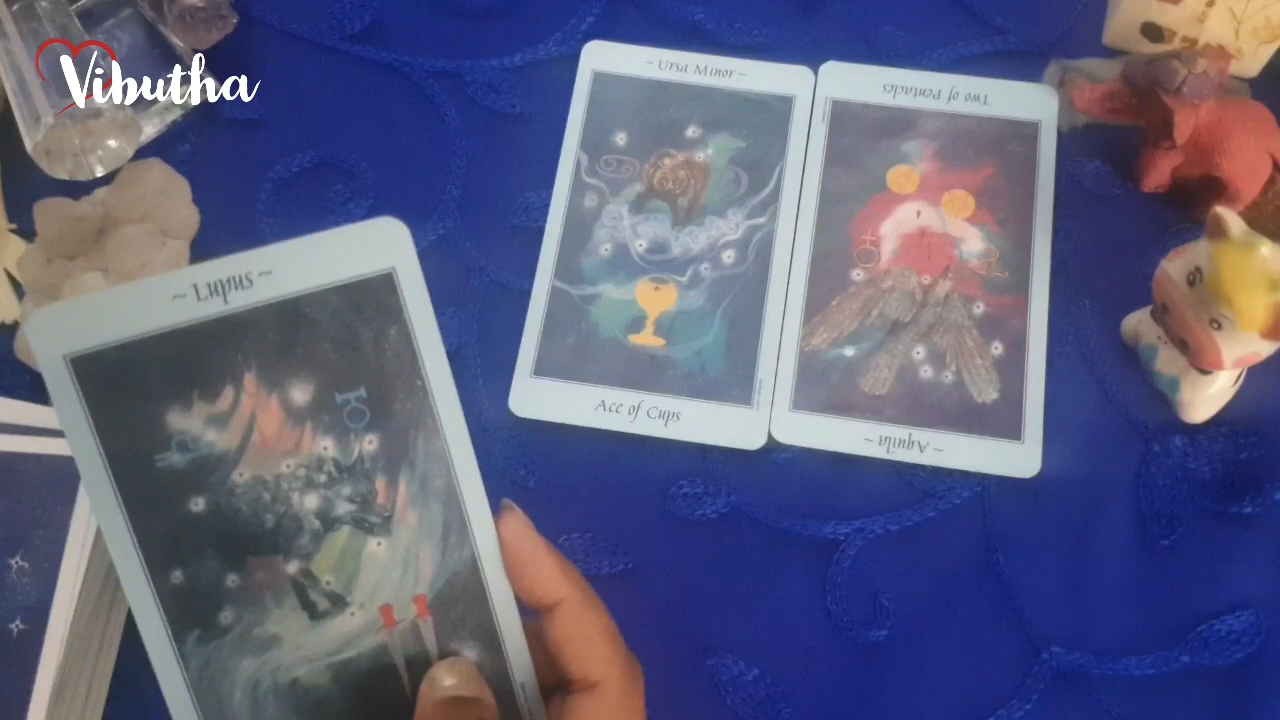 Vibutha
~ Ursa Minor ~
Two of Pentacles
~ Lupus ~
Ace of Cups
~ Aquila ~